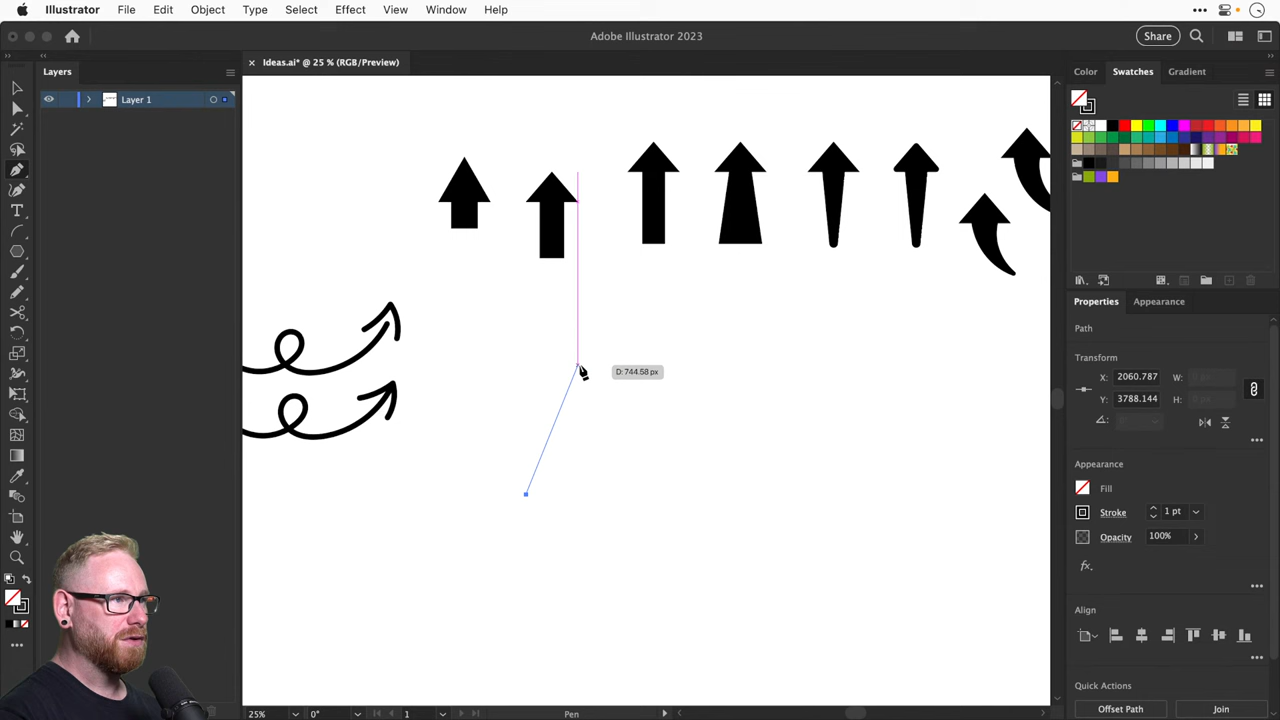 Illustrator File Edit Object Type Select Effect View Window Help
Adobe Illustrator 2023
Share
Layers
Ideas.ai* @ 25 % (RGB/Preview)
Color Swatches Gradient
Layer 1
Properties Appearance
Path
Transform
X: 2060.787 W:
Y: 3788.144 H:
D: 744.58 px
Appearance
Fill
Stroke 1 pt
Opacity 100%
fx.
Align
Quick Actions
Offset Path Join
25% 0° 1 Pen